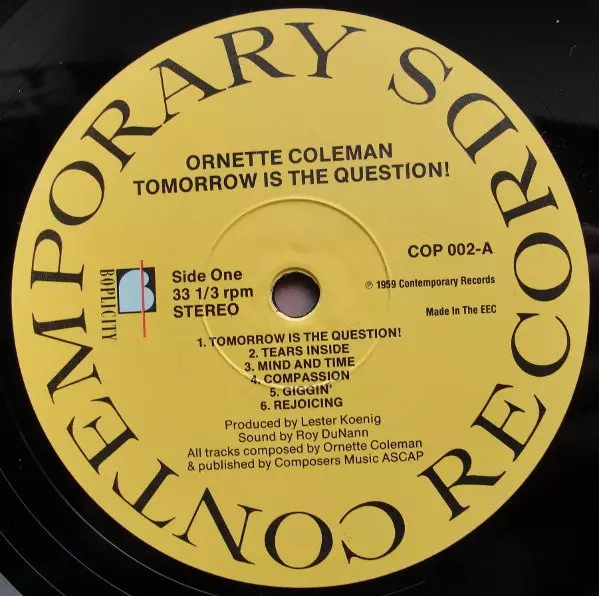 CONTEMPORARY RECORDS
ORNETTE COLEMAN
TOMORROW IS THE QUESTION!
BOPLICITY
Side One
33 1/3 rpm
STEREO
COP 002-A
℗ 1959 Contemporary Records
Made In The EEC
1. TOMORROW IS THE QUESTION!
2. TEARS INSIDE
3. MIND AND TIME
4. COMPASSION
5. GIGGIN'
6. REJOICING
Produced by Lester Koenig
Sound by Roy DuNann
All tracks composed by Ornette Coleman
& published by Composers Music ASCAP